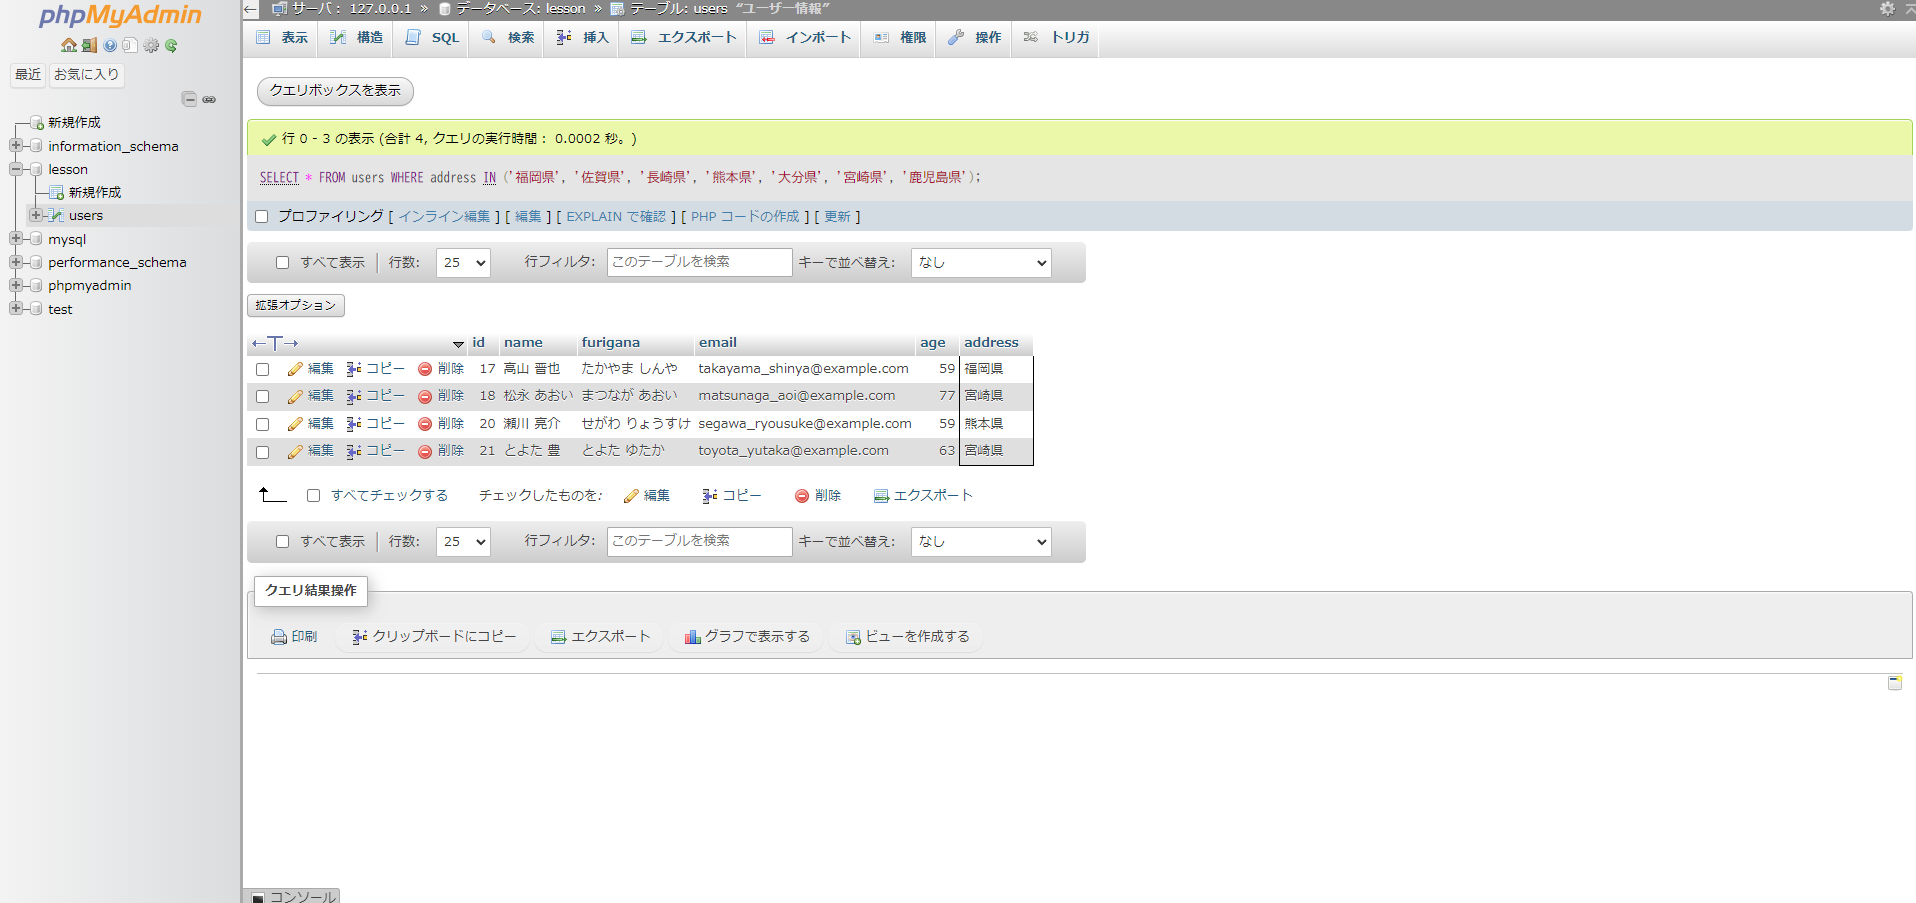 phpMyAdmin
最近 お気に入り
新規作成
information_schema
lesson
新規作成
users
mysql
performance_schema
phpmyadmin
test
サーバ: 127.0.0.1 » データベース: lesson » テーブル: users “ユーザー情報”
表示 構造 SQL 検索 挿入 エクスポート インポート 権限 操作 トリガ
クエリボックスを表示
行 0 - 3 の表示 (合計 4, クエリの実行時間： 0.0002 秒。)
SELECT * FROM users WHERE address IN ('福岡県', '佐賀県', '長崎県', '熊本県', '大分県', '宮崎県', '鹿児島県');
プロファイリング [ インライン編集 ] [ 編集 ] [ EXPLAIN で確認 ] [ PHP コードの作成 ] [ 更新 ]
すべて表示 行数: 25 行フィルタ: このテーブルを検索 キーで並べ替え: なし
拡張オプション
←T→ id name furigana email age address
編集 コピー 削除 17 高山 晋也 たかやま しんや takayama_shinya@example.com 59 福岡県
編集 コピー 削除 18 松永 あおい まつなが あおい matsunaga_aoi@example.com 77 宮崎県
編集 コピー 削除 20 瀬川 亮介 せがわ りょうすけ segawa_ryousuke@example.com 59 熊本県
編集 コピー 削除 21 とよた 豊 とよた ゆたか toyota_yutaka@example.com 63 宮崎県
すべてチェックする チェックしたものを: 編集 コピー 削除 エクスポート
すべて表示 行数: 25 行フィルタ: このテーブルを検索 キーで並べ替え: なし
クエリ結果操作
印刷 クリップボードにコピー エクスポート グラフで表示する ビューを作成する
コンソール